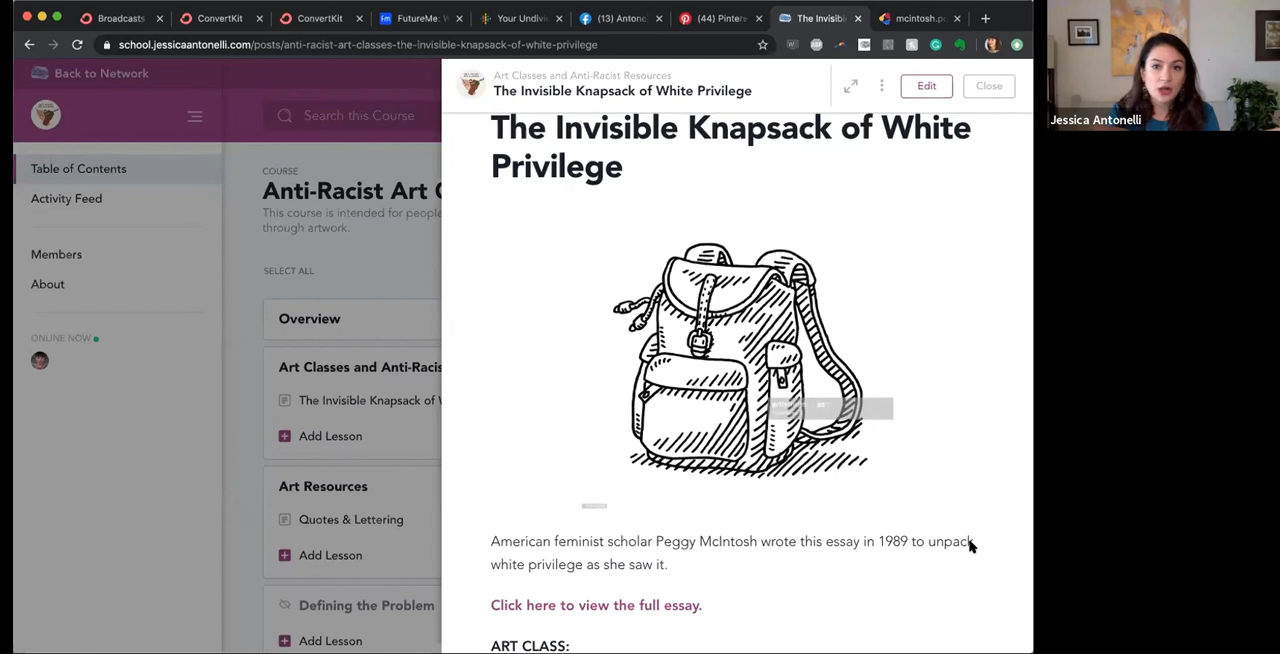 Broadcasts
ConvertKit
ConvertKit
FutureMe: W
Your Undivi
(13) Antone
(44) Pintere
The Invisibl
mcintosh.pd
school.jessicaantonelli.com/posts/anti-racist-art-classes-the-invisible-knapsack-of-white-privilege
Back to Network
Search this Course
Table of Contents
Activity Feed
Members
About
ONLINE NOW
COURSE
Anti-Racist Art C
This course is intended for people
through artwork.
SELECT ALL
Overview
Art Classes and Anti-Racis
The Invisible Knapsack of W
Add Lesson
Art Resources
Quotes & Lettering
Add Lesson
Defining the Problem
Add Lesson
Art Classes and Anti-Racist Resources
The Invisible Knapsack of White Privilege
Edit
Close
The Invisible Knapsack of White
Privilege
American feminist scholar Peggy McIntosh wrote this essay in 1989 to unpack
white privilege as she saw it.
Click here to view the full essay.
ART CLASS:
Jessica Antonelli